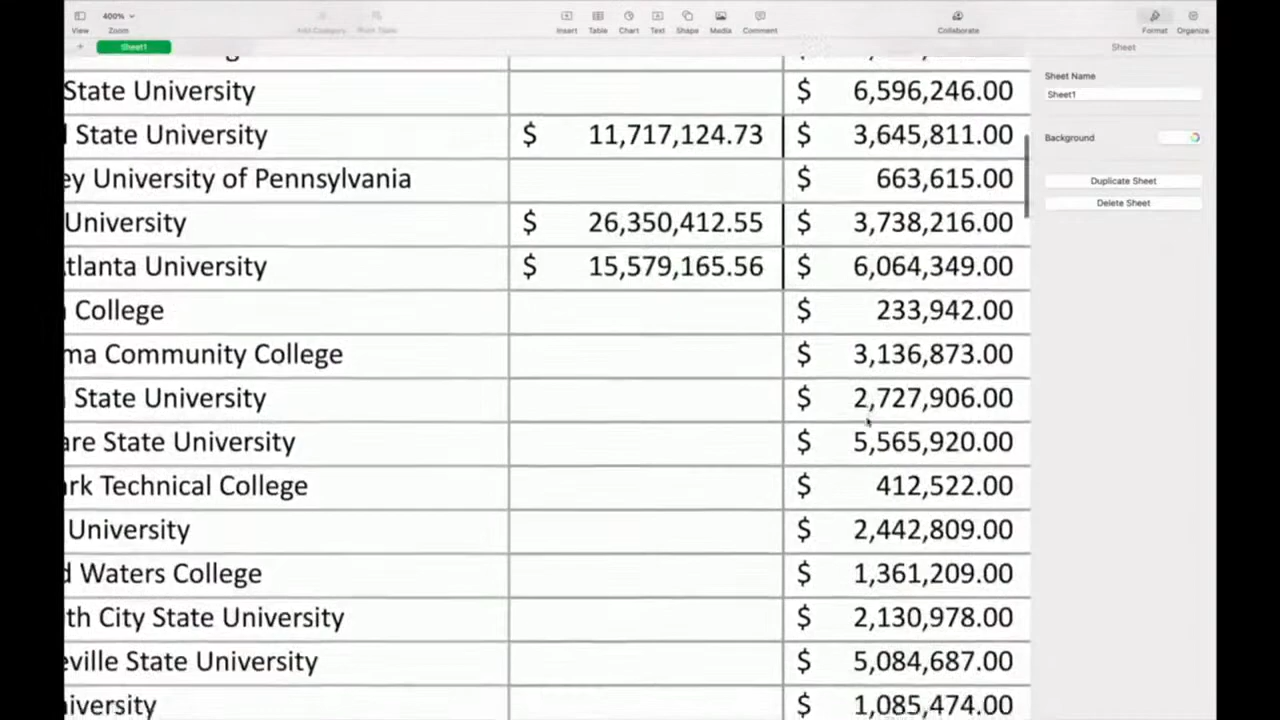 400%
View Zoom Add Category Pivot Table Insert Table Chart Text Shape Media Comment Collaborate Format Organize
Sheet1
Sheet
State University $ 6,596,246.00
l State University $ 11,717,124.73 $ 3,645,811.00
ey University of Pennsylvania $ 663,615.00
University $ 26,350,412.55 $ 3,738,216.00
tlanta University $ 15,579,165.56 $ 6,064,349.00
College $ 233,942.00
ma Community College $ 3,136,873.00
State University $ 2,727,906.00
are State University $ 5,565,920.00
ark Technical College $ 412,522.00
University $ 2,442,809.00
d Waters College $ 1,361,209.00
th City State University $ 2,130,978.00
eville State University $ 5,084,687.00
iversity $ 1,085,474.00
Sheet Name
Sheet1
Background
Duplicate Sheet
Delete Sheet